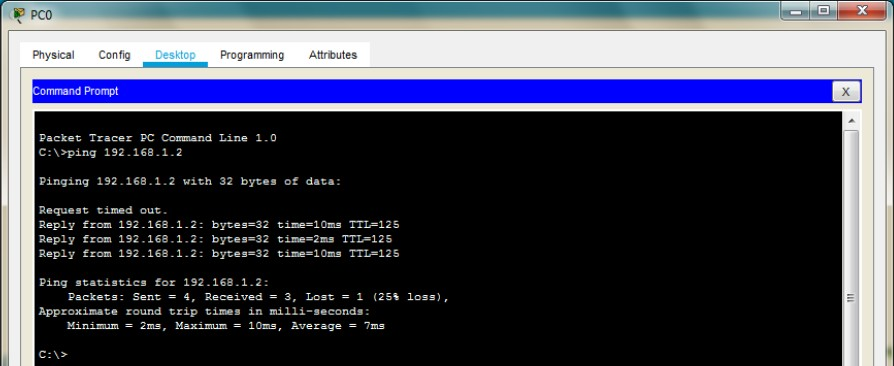 PC0
Physical Config Desktop Programming Attributes
Command Prompt
X
Packet Tracer PC Command Line 1.0
C:\>ping 192.168.1.2
Pinging 192.168.1.2 with 32 bytes of data:
Request timed out.
Reply from 192.168.1.2: bytes=32 time=10ms TTL=125
Reply from 192.168.1.2: bytes=32 time=2ms TTL=125
Reply from 192.168.1.2: bytes=32 time=10ms TTL=125
Ping statistics for 192.168.1.2:
Packets: Sent = 4, Received = 3, Lost = 1 (25% loss),
Approximate round trip times in milli-seconds:
Minimum = 2ms, Maximum = 10ms, Average = 7ms
C:\>